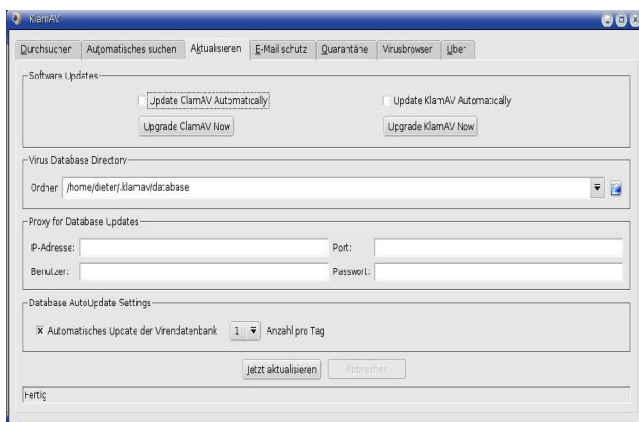 KlamAV
Durchsuchen Automatisches suchen Aktualisieren E-Mail schutz Quarantäne Virusbrowser Über
Software Updates
Update ClamAV Automatically Update KlamAV Automatically
Upgrade ClamAV Now Upgrade KlamAV Now
Virus Database Directory
Ordner /home/dieter/.klamav/database
Proxy for Database Updates
IP-Adresse: Port:
Benutzer: Passwort:
Database AutoUpdate Settings
Automatisches Update der Virendatenbank 1 Anzahl pro Tag
Jetzt aktualisieren Abbrechen
Fertig